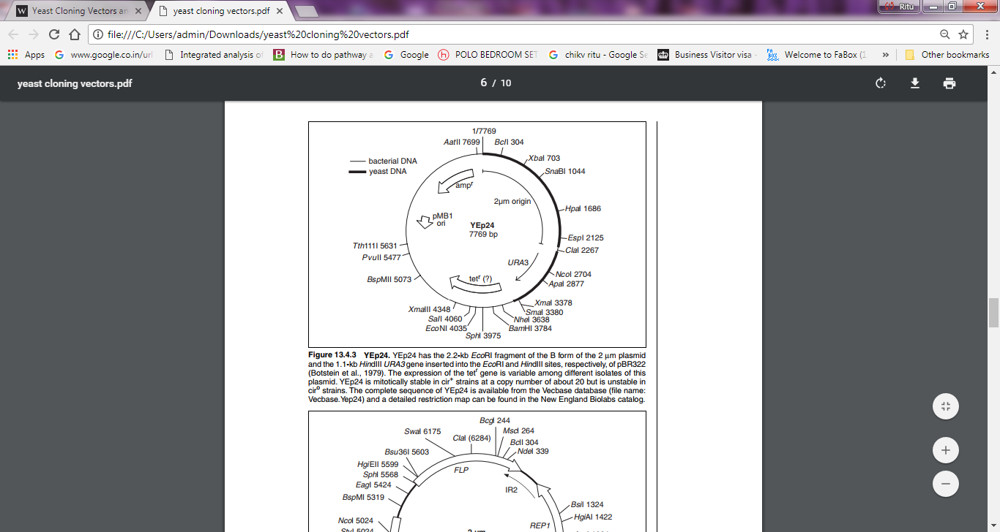 Yeast Cloning Vectors an
yeast cloning vectors.pdf
Ritu
file:///C:/Users/admin/Downloads/yeast%20cloning%20vectors.pdf
Apps
www.google.co.in/url
Integrated analysis of
How to do pathway a
Google
POLO BEDROOM SET
chikv ritu - Google Se
Business Visitor visa -
Welcome to FaBox (1
»
Other bookmarks
yeast cloning vectors.pdf
6 / 10
1/7769
AatII 7699
BclI 304
bacterial DNA
yeast DNA
XbaI 703
SnaBI 1044
ampr
2µm origin
HpaI 1686
pMB1
ori
YEp24
7769 bp
EspI 2125
ClaI 2267
Tth111I 5631
PvuII 5477
URA3
NcoI 2704
ApaI 2877
BspMII 5073
tetr (?)
XmaI 3378
SmaI 3380
XmaIII 4348
SalI 4060
NheI 3638
EcoNI 4035
BamHI 3784
SphI 3975
Figure 13.4.3 YEp24. YEp24 has the 2.2-kb EcoRI fragment of the B form of the 2 µm plasmid
and the 1.1-kb HindIII URA3 gene inserted into the EcoRI and HindIII sites, respectively, of pBR322
(Botstein et al., 1979). The expression of the tetr gene is variable among different isolates of this
plasmid. YEp24 is mitotically stable in cir+ strains at a copy number of about 20 but is unstable in
cir0 strains. The complete sequence of YEp24 is available from the Vecbase database (file name:
Vecbase.Yep24) and a detailed restriction map can be found in the New England Biolabs catalog.
BcgI 244
SwaI 6175
MscI 264
ClaI (6284)
BclI 304
NdeI 339
Bsu36I 5603
HgiEII 5599
SphI 5568
EagI 5424
BspMI 5319
FLP
IR2
BsiI 1324
HgiAI 1422
NcoI 5024
REP1